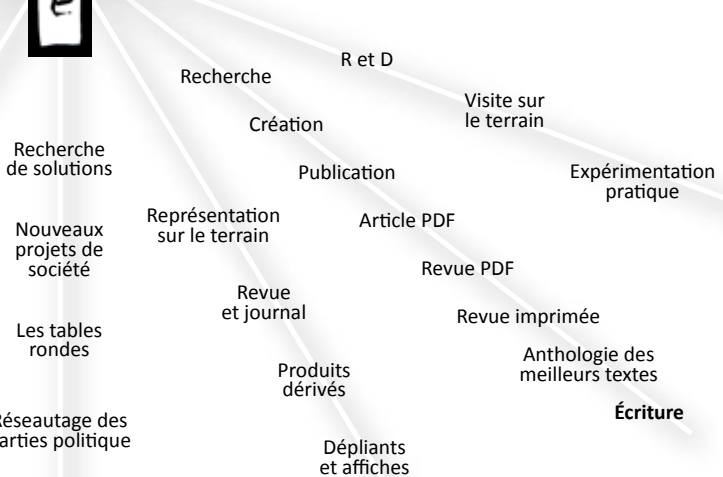 e
R et D
Recherche
Visite sur
le terrain
Création
Recherche
de solutions
Publication
Expérimentation
pratique
Représentation
sur le terrain
Article PDF
Nouveaux
projets de
société
Revue PDF
Revue
et journal
Revue imprimée
Les tables
rondes
Anthologie des
meilleurs textes
Produits
dérivés
Écriture
éseautage des
arties politique
Dépliants
et affiches